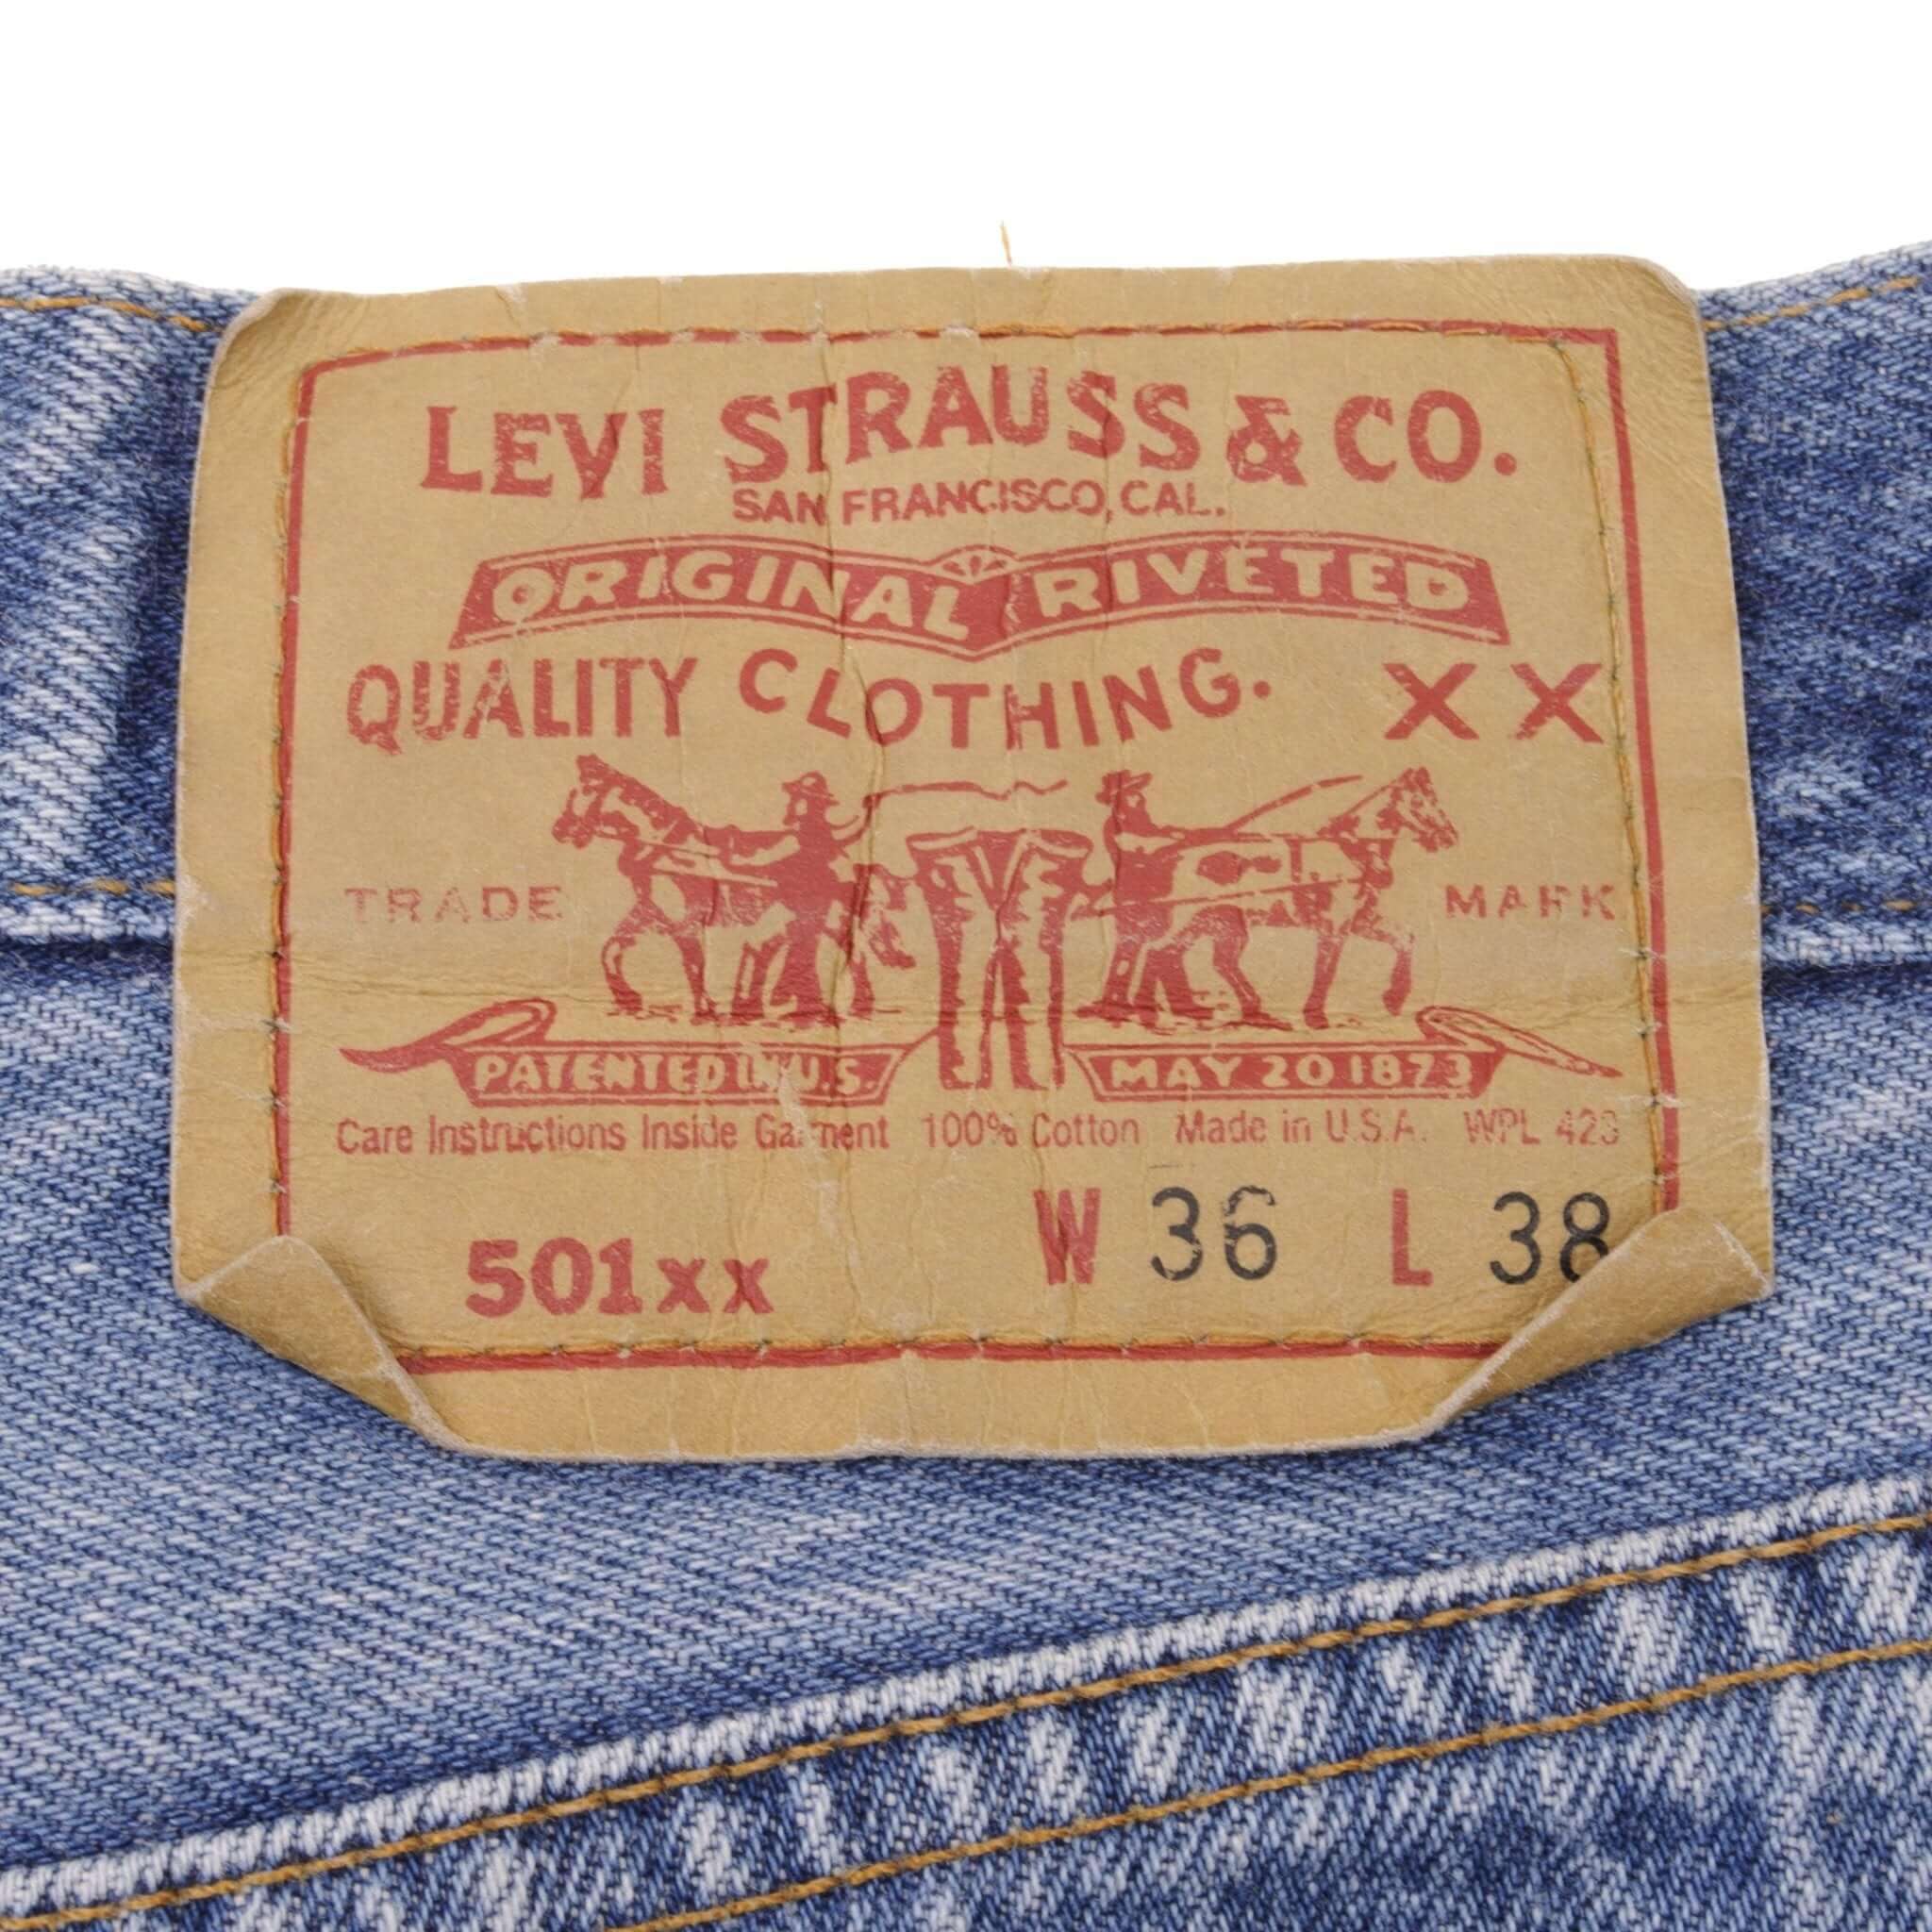 LEVI STRAUSS & CO.
SAN FRANCISCO, CAL.
ORIGINAL RIVETED
QUALITY CLOTHING. XX
TRADE MARK
PATENTED IN U.S. MAY 20 1873
Care Instructions Inside Garment 100% Cotton Made in U.S.A. WPL 423
501xx W 36 L 38